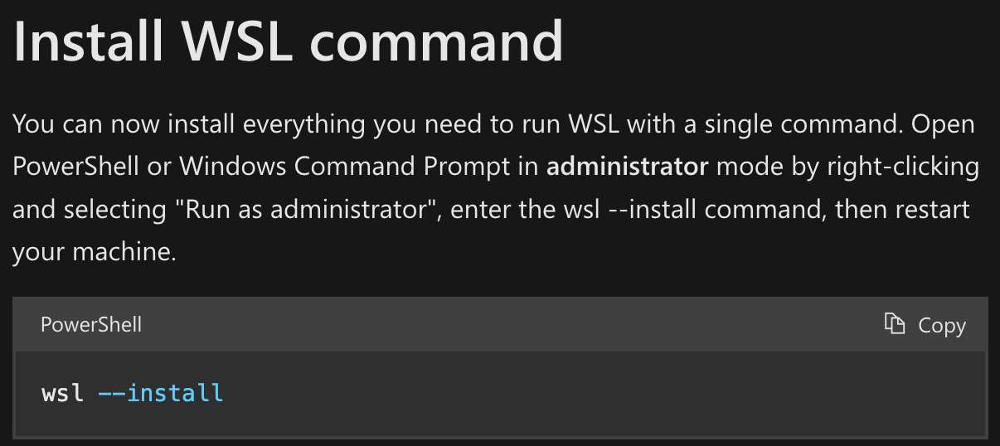 Install WSL command
You can now install everything you need to run WSL with a single command. Open
PowerShell or Windows Command Prompt in administrator mode by right-clicking
and selecting "Run as administrator", enter the wsl --install command, then restart
your machine.
PowerShell
Copy
wsl --install